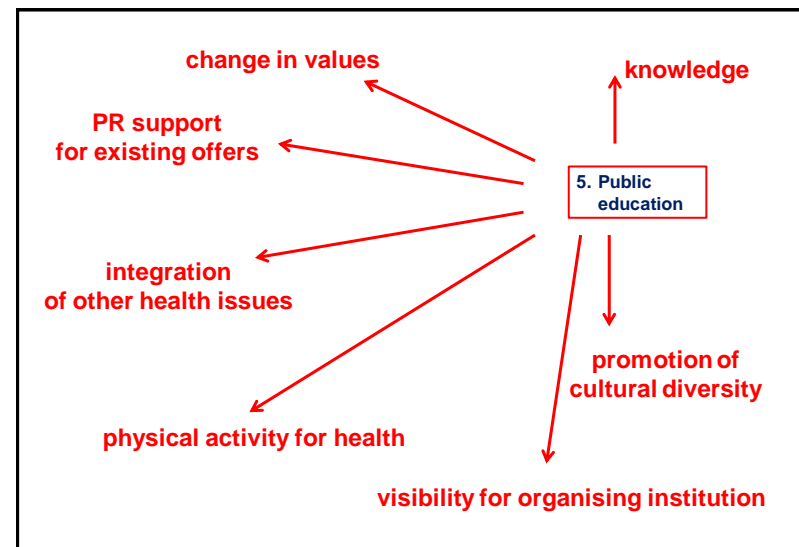 change in values
knowledge
PR support
for existing offers
5. Public
education
integration
of other health issues
promotion of
cultural diversity
physical activity for health
visibility for organising institution